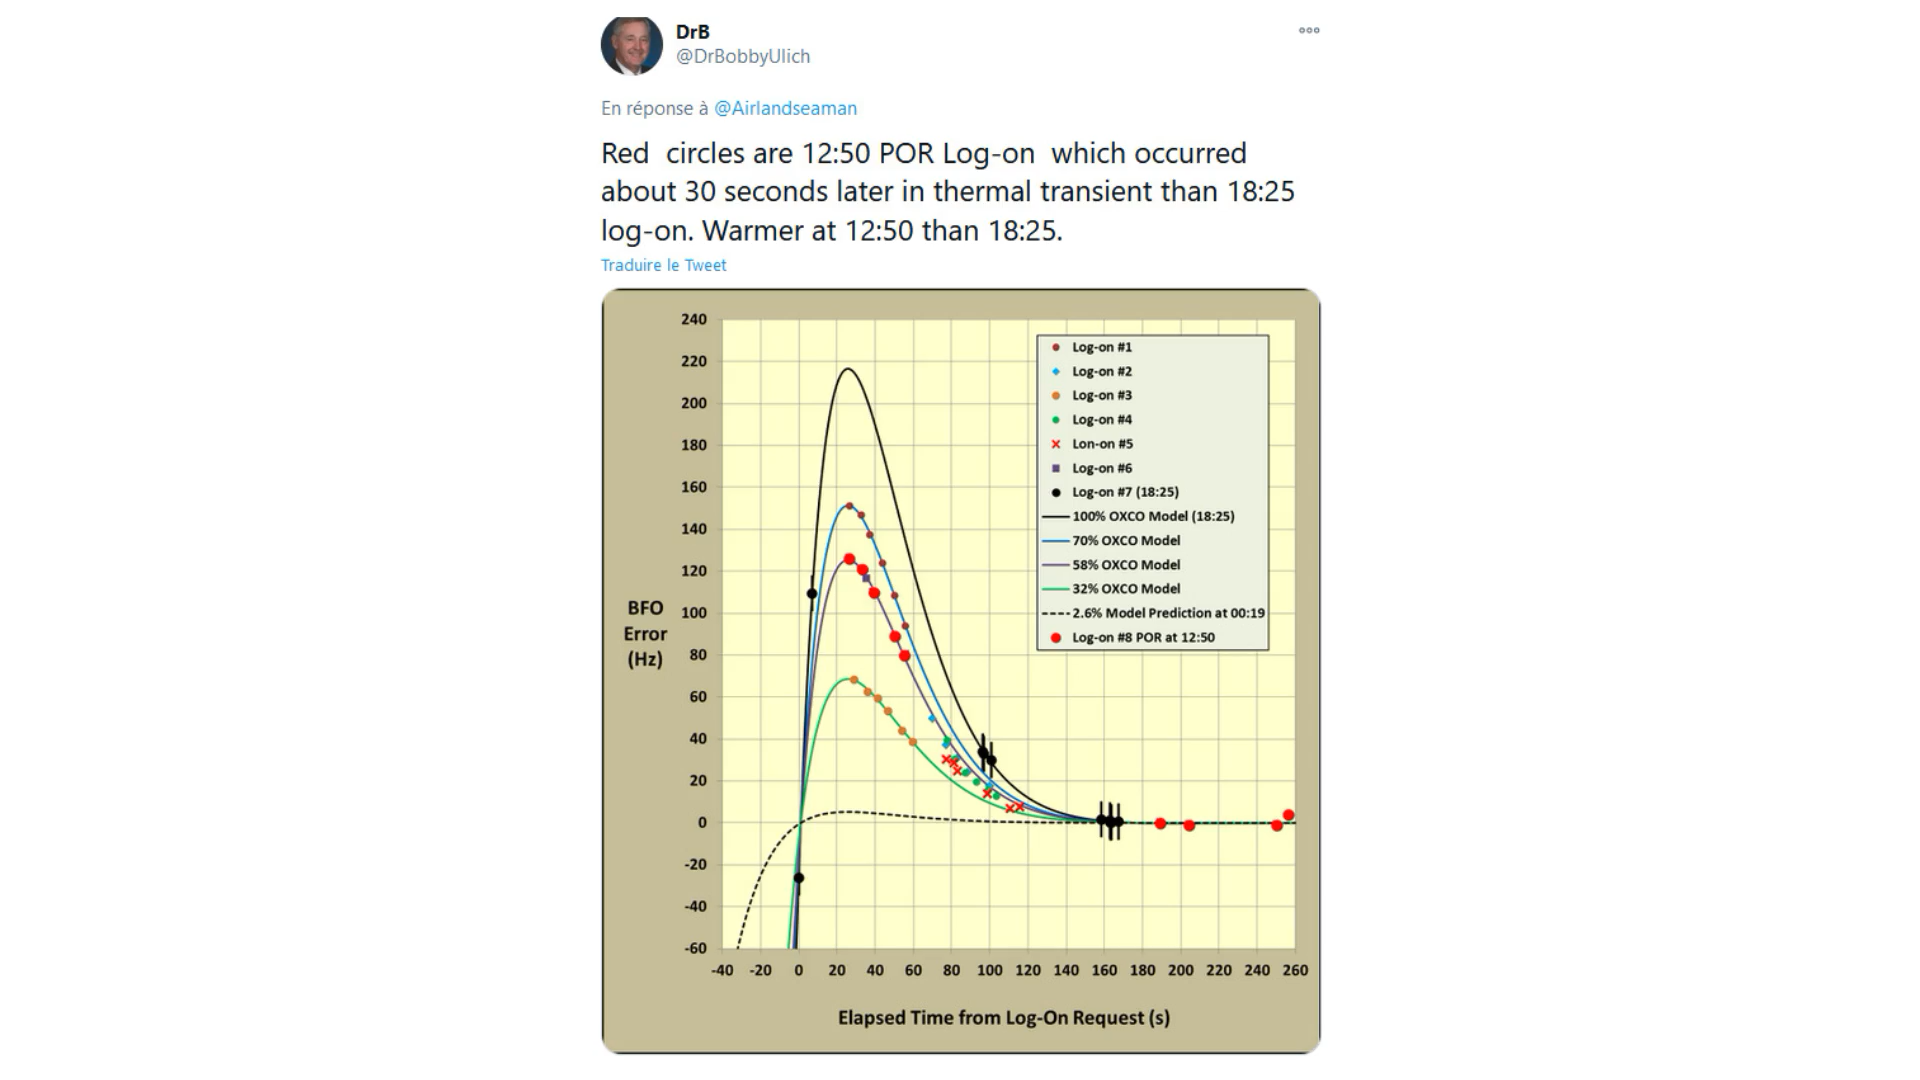 DrB
@DrBobbyUlich
En réponse à @Airlandseaman
Red circles are 12:50 POR Log-on which occurred
about 30 seconds later in thermal transient than 18:25
log-on. Warmer at 12:50 than 18:25.
Traduire le Tweet
240
220
200
180
160
140
120
100
80
60
40
20
0
-20
-40
-60
BFO
Error
(Hz)
Log-on #1
Log-on #2
Log-on #3
Log-on #4
Lon-on #5
Log-on #6
Log-on #7 (18:25)
100% OXCO Model (18:25)
70% OXCO Model
58% OXCO Model
32% OXCO Model
2.6% Model Prediction at 00:19
Log-on #8 POR at 12:50
-40 -20 0 20 40 60 80 100 120 140 160 180 200 220 240 260
Elapsed Time from Log-On Request (s)